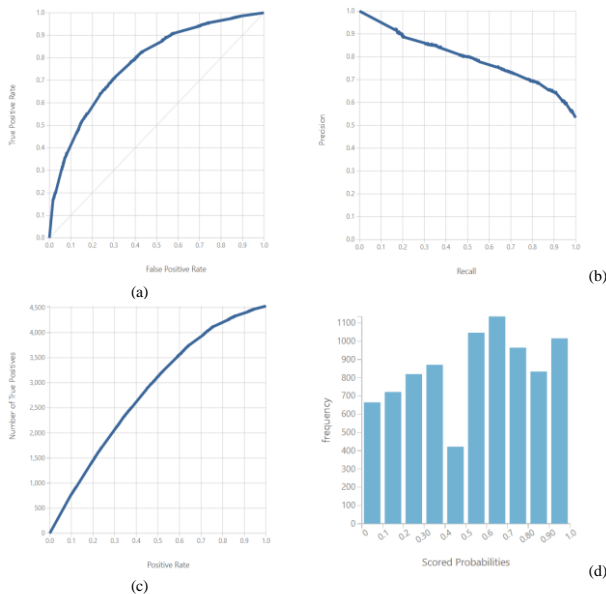 1.0
0.9
0.8
0.7
0.6
0.5
0.4
0.3
0.2
0.1
0.0
True Positive Rate
0.0 0.1 0.2 0.3 0.4 0.5 0.6 0.7 0.8 0.9 1.0
False Positive Rate
(a)
1.0
0.9
0.8
0.7
0.6
0.5
0.4
0.3
0.2
0.1
0.0
Precision
0.0 0.1 0.2 0.3 0.4 0.5 0.6 0.7 0.8 0.9 1.0
Recall
(b)
4,500
4,000
3,500
3,000
2,500
2,000
1,500
1,000
500
0
Number of True Positives
0.0 0.1 0.2 0.3 0.4 0.5 0.6 0.7 0.8 0.9 1.0
Positive Rate
(c)
1100
1000
900
800
700
600
500
400
300
200
100
0
frequency
0 0.1 0.2 0.30 0.4 0.5 0.6 0.7 0.80 0.90 1.0
Scored Probabilities
(d)